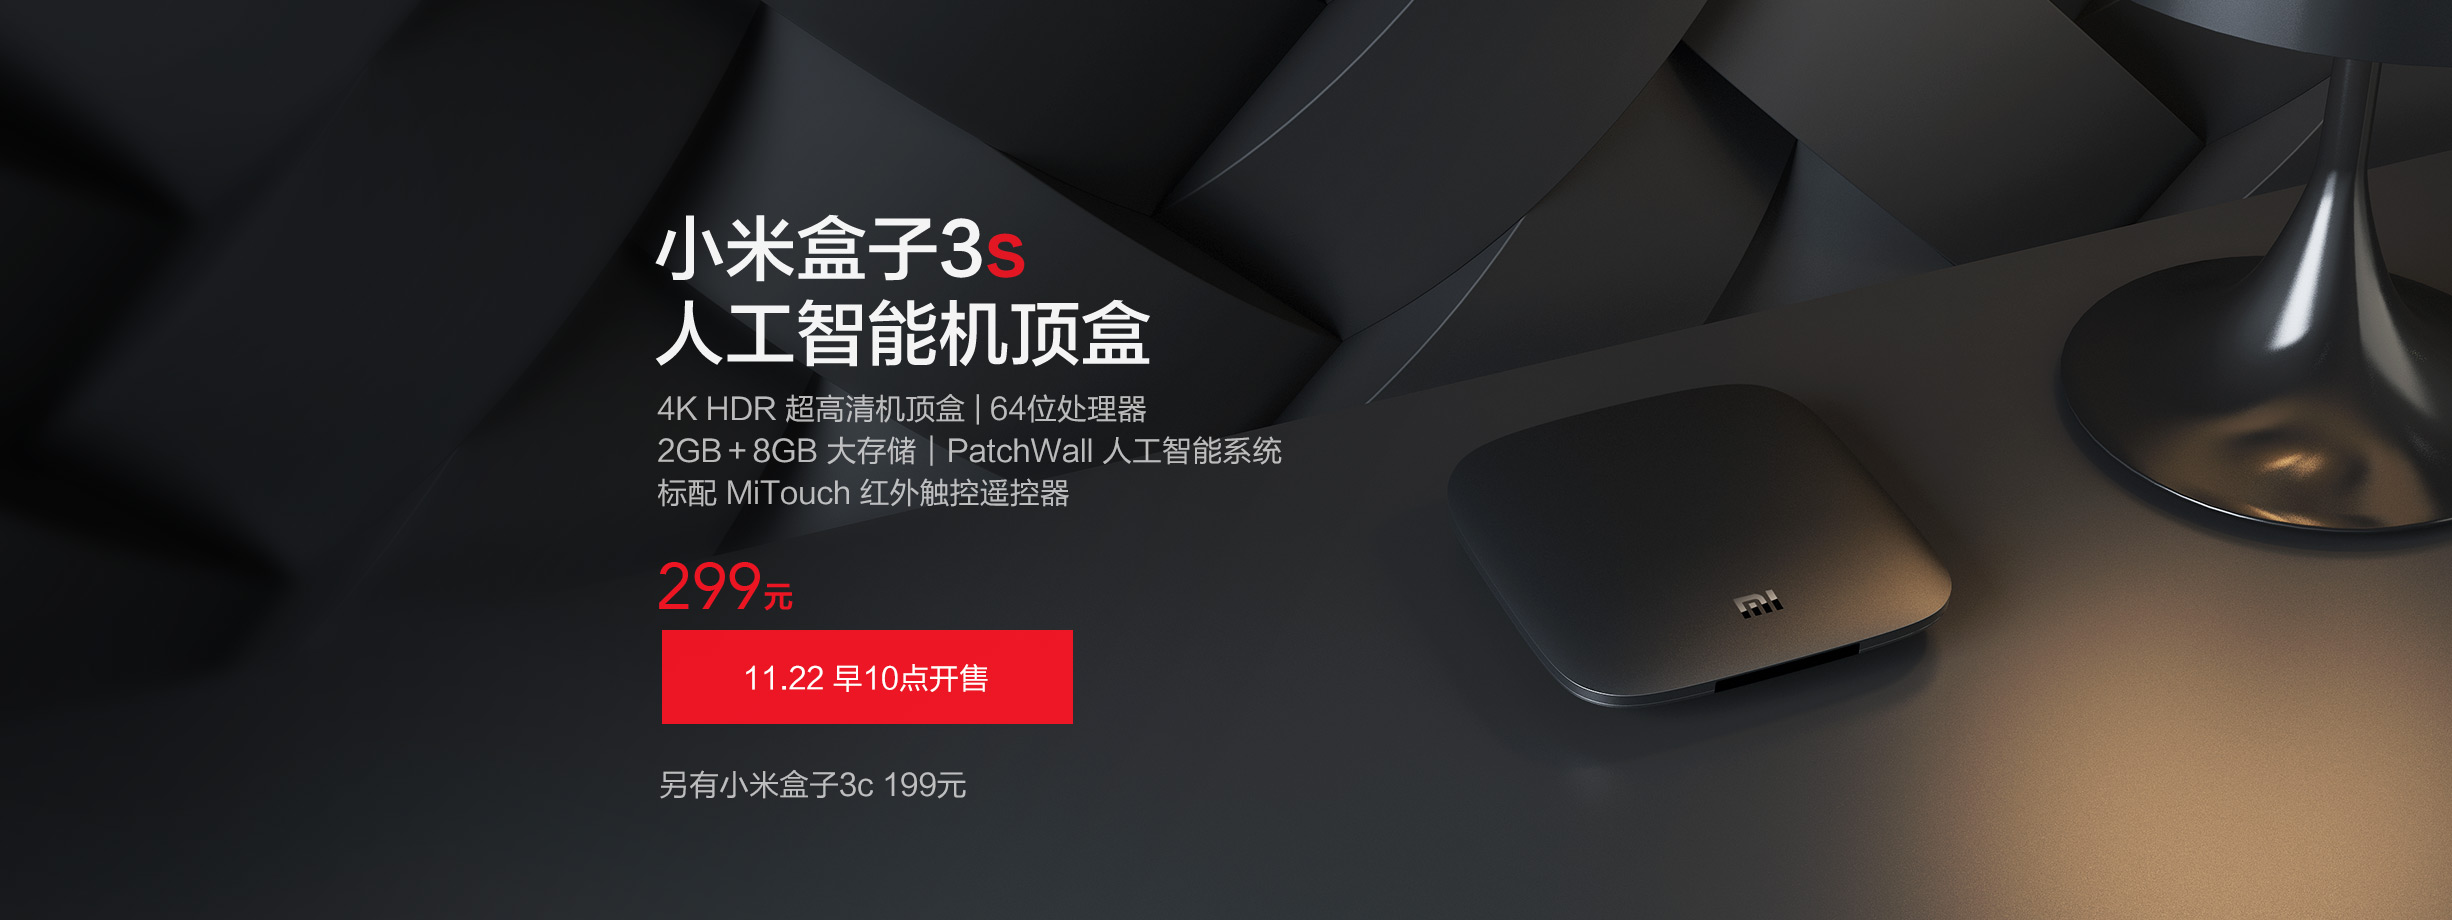 小米盒子3s
人工智能机顶盒
4K HDR 超高清机顶盒 | 64位处理器
2GB + 8GB 大存储 | PatchWall 人工智能系统
标配 MiTouch 红外触控遥控器
299元
11.22 早10点开售
另有小米盒子3c 199元
mi